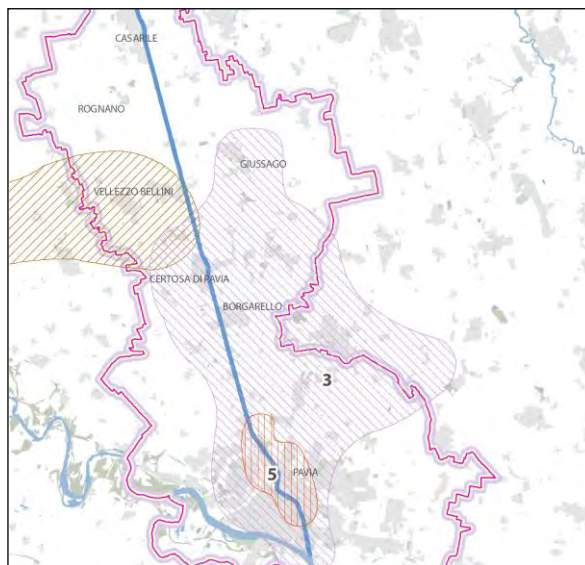 CASARILE
ROGNANO
GIUSSAGO
VELLEZZO BELLINI
CERTOSA DI PAVIA
BORGARELLO
3
PAVIA
5